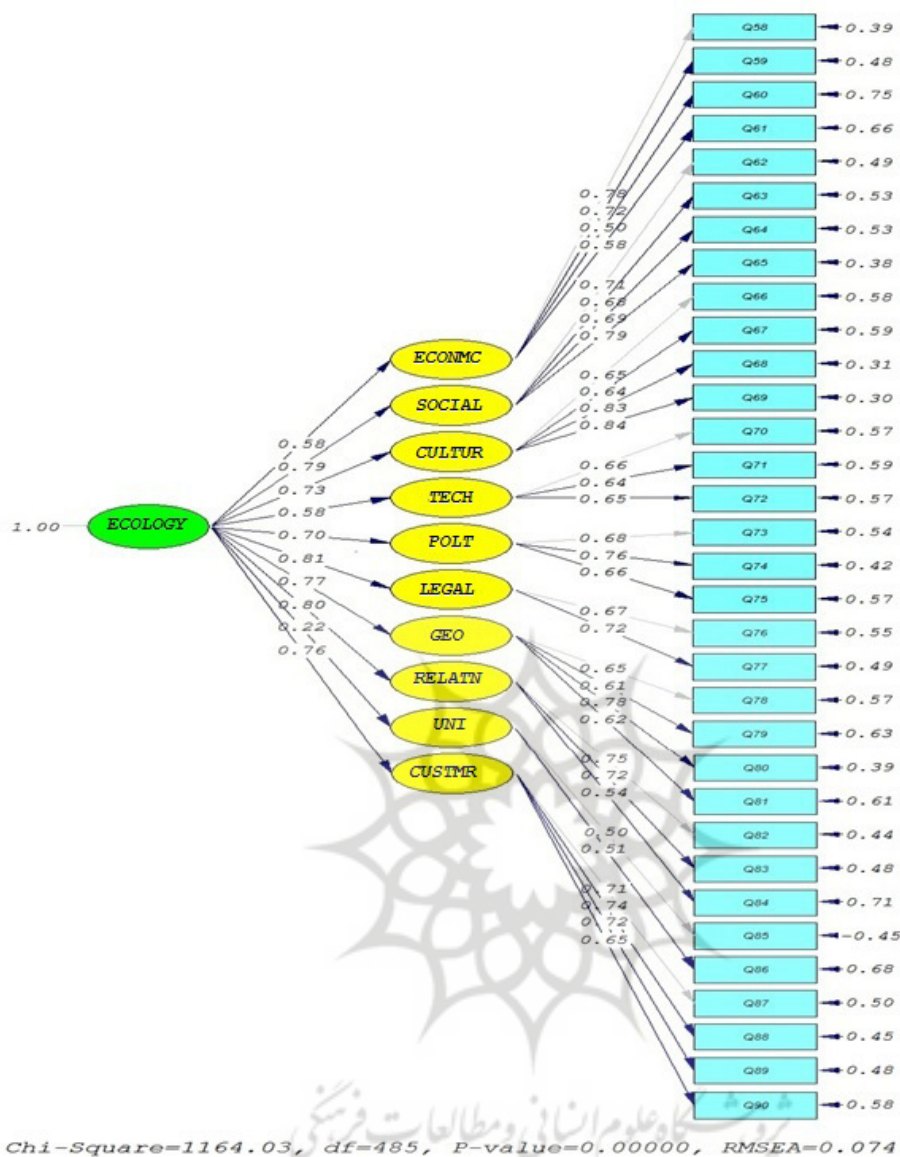 1.00
ECOLOGY
0.58
0.79
0.73
0.58
0.70
0.81
0.77
0.80
0.22
0.76
ECONMC
SOCIAL
CULTUR
TECH
POLT
LEGAL
GEO
RELATN
UNI
CUSTMR
0.78
0.72
0.50
0.58
0.71
0.68
0.69
0.79
0.65
0.64
0.83
0.84
0.66
0.64
0.65
0.68
0.76
0.66
0.67
0.72
0.65
0.61
0.78
0.62
0.75
0.72
0.54
0.50
0.51
0.71
0.74
0.72
0.65
Q58 0.39
Q59 0.48
Q60 0.75
Q61 0.66
Q62 0.49
Q63 0.53
Q64 0.53
Q65 0.38
Q66 0.58
Q67 0.59
Q68 0.31
Q69 0.30
Q70 0.57
Q71 0.59
Q72 0.57
Q73 0.54
Q74 0.42
Q75 0.57
Q76 0.55
Q77 0.49
Q78 0.57
Q79 0.63
Q80 0.39
Q81 0.61
Q82 0.44
Q83 0.48
Q84 0.71
Q85 -0.45
Q86 0.68
Q87 0.50
Q88 0.45
Q89 0.48
Q90 0.58
پژوهشگاه علوم انسانی و مطالعات فرهنگی
Chi-Square=1164.03, df=485, P-value=0.00000, RMSEA=0.074